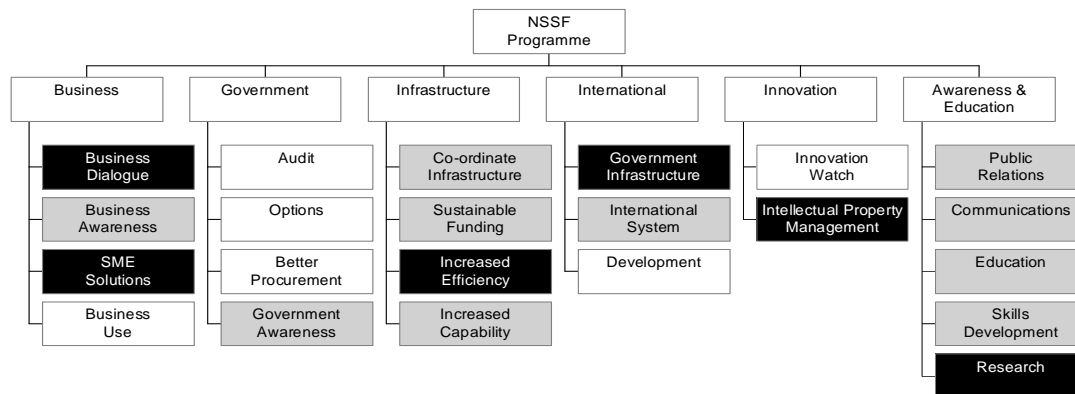 NSSF
Programme
Business
Government
Infrastructure
International
Innovation
Awareness &
Education
Business
Dialogue
Business
Awareness
SME
Solutions
Business
Use
Audit
Options
Better
Procurement
Government
Awareness
Co-ordinate
Infrastructure
Sustainable
Funding
Increased
Efficiency
Increased
Capability
Government
Infrastructure
International
System
Development
Innovation
Watch
Intellectual Property
Management
Public
Relations
Communications
Education
Skills
Development
Research